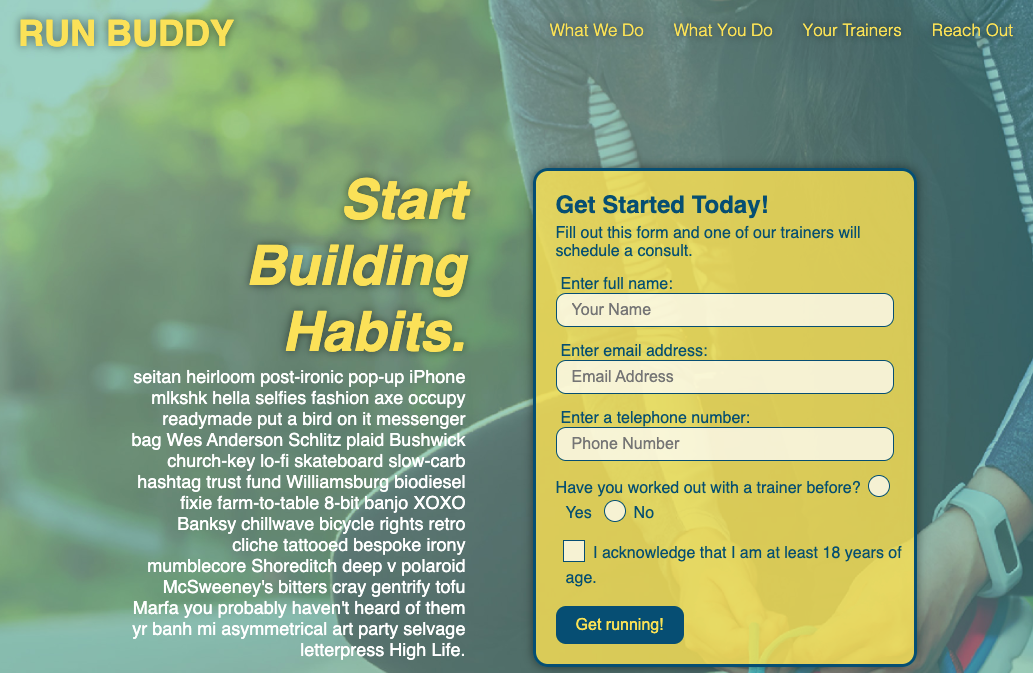 RUN BUDDY
What We Do What You Do Your Trainers Reach Out
Start
Building
Habits.
seitan heirloom post-ironic pop-up iPhone
mlkshk hella selfies fashion axe occupy
readymade put a bird on it messenger
bag Wes Anderson Schlitz plaid Bushwick
church-key lo-fi skateboard slow-carb
hashtag trust fund Williamsburg biodiesel
fixie farm-to-table 8-bit banjo XOXO
Banksy chillwave bicycle rights retro
cliche tattooed bespoke irony
mumblecore Shoreditch deep v polaroid
McSweeney's bitters cray gentrify tofu
Marfa you probably haven't heard of them
yr banh mi asymmetrical art party selvage
letterpress High Life.
Get Started Today!
Fill out this form and one of our trainers will
schedule a consult.
Enter full name:
Your Name
Enter email address:
Email Address
Enter a telephone number:
Phone Number
Have you worked out with a trainer before?
Yes No
I acknowledge that I am at least 18 years of
age.
Get running!